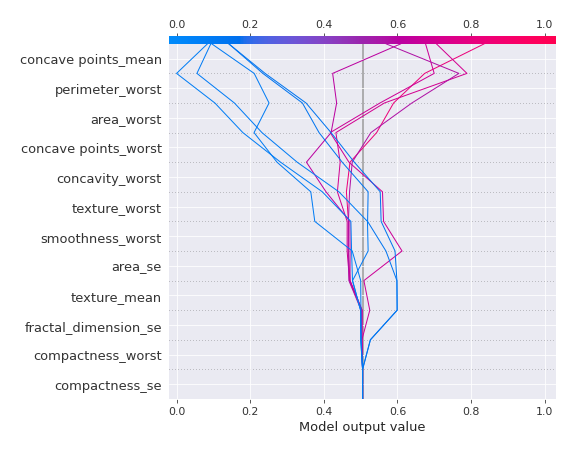 0.0 0.2 0.4 0.6 0.8 1.0
concave points_mean
perimeter_worst
area_worst
concave points_worst
concavity_worst
texture_worst
smoothness_worst
area_se
texture_mean
fractal_dimension_se
compactness_worst
compactness_se
0.0 0.2 0.4 0.6 0.8 1.0
Model output value